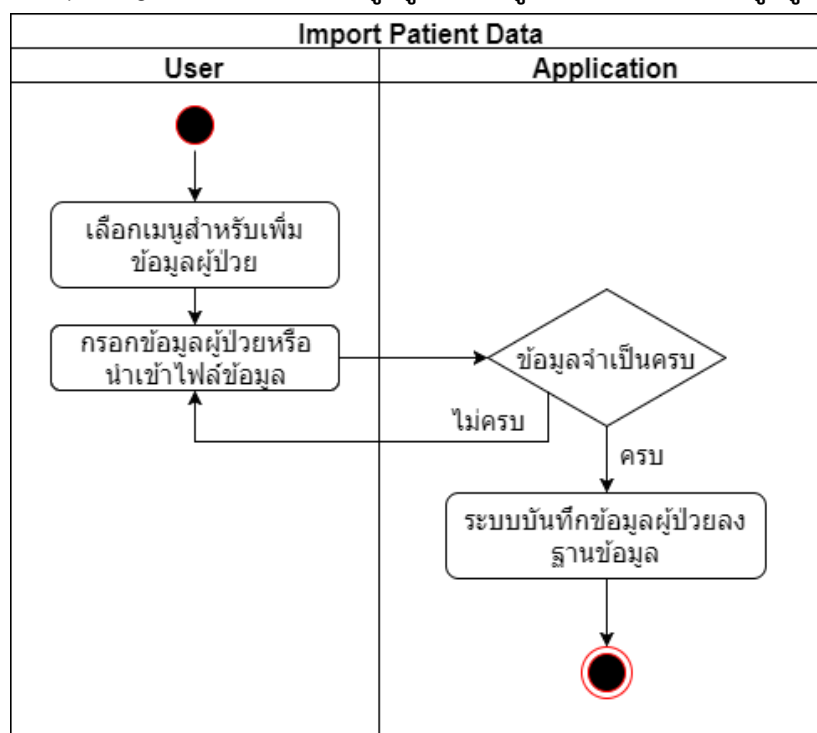 Import Patient Data
User
Application
เลือกเมนูสำหรับเพิ่ม
ข้อมูลผู้ป่วย
กรอกข้อมูลผู้ป่วยหรือ
นำเข้าไฟล์ข้อมูล
ข้อมูลจำเป็นครบ
ไม่ครบ
ครบ
ระบบบันทึกข้อมูลผู้ป่วยลง
ฐานข้อมูล